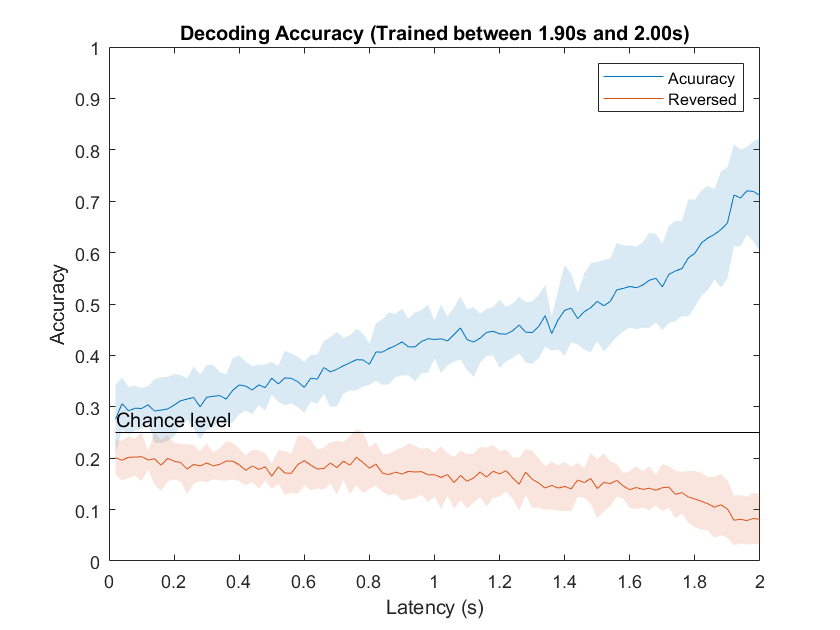 Decoding Accuracy (Trained between 1.90s and 2.00s)
1
0.9
0.8
0.7
0.6
0.5
0.4
0.3
0.2
0.1
0
Accuracy
Acuuracy
Reversed
Chance level
0 0.2 0.4 0.6 0.8 1 1.2 1.4 1.6 1.8 2
Latency (s)